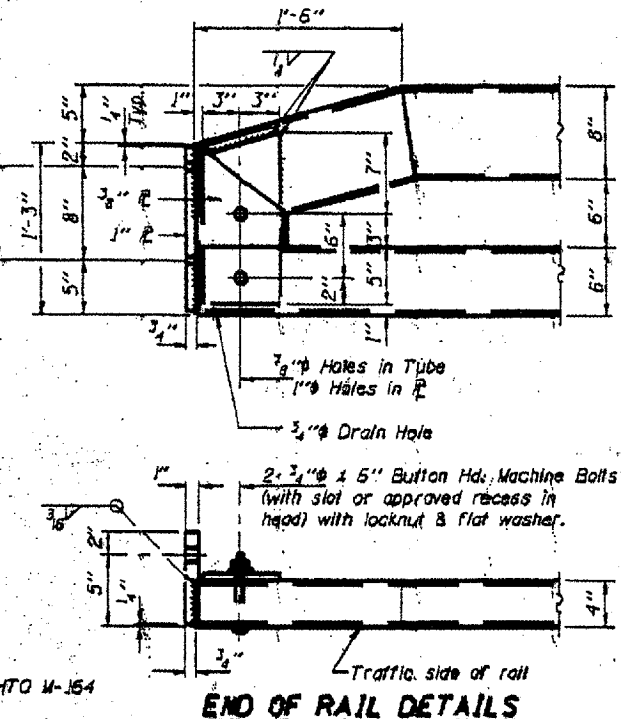 1'-6"
1/4
5"
1/4" Typ.
1"
3"
3"
2"
8"
1'-3"
8"
3/8" PL
7"
6"
1" PL
6"
3"
5"
5"
2"
6"
1"
3/4"
7/8"ϕ Holes in Tube
1"ϕ Holes in PL
3/4"ϕ Drain Hole
1"
2- 3/4"ϕ x 6" Button Hd. Machine Bolts
(with slot or approved recess in
head) with locknut & flat washer.
3/16
2"
5"
1/4"
4"
3/4"
Traffic side of rail
HTO M-164
END OF RAIL DETAILS